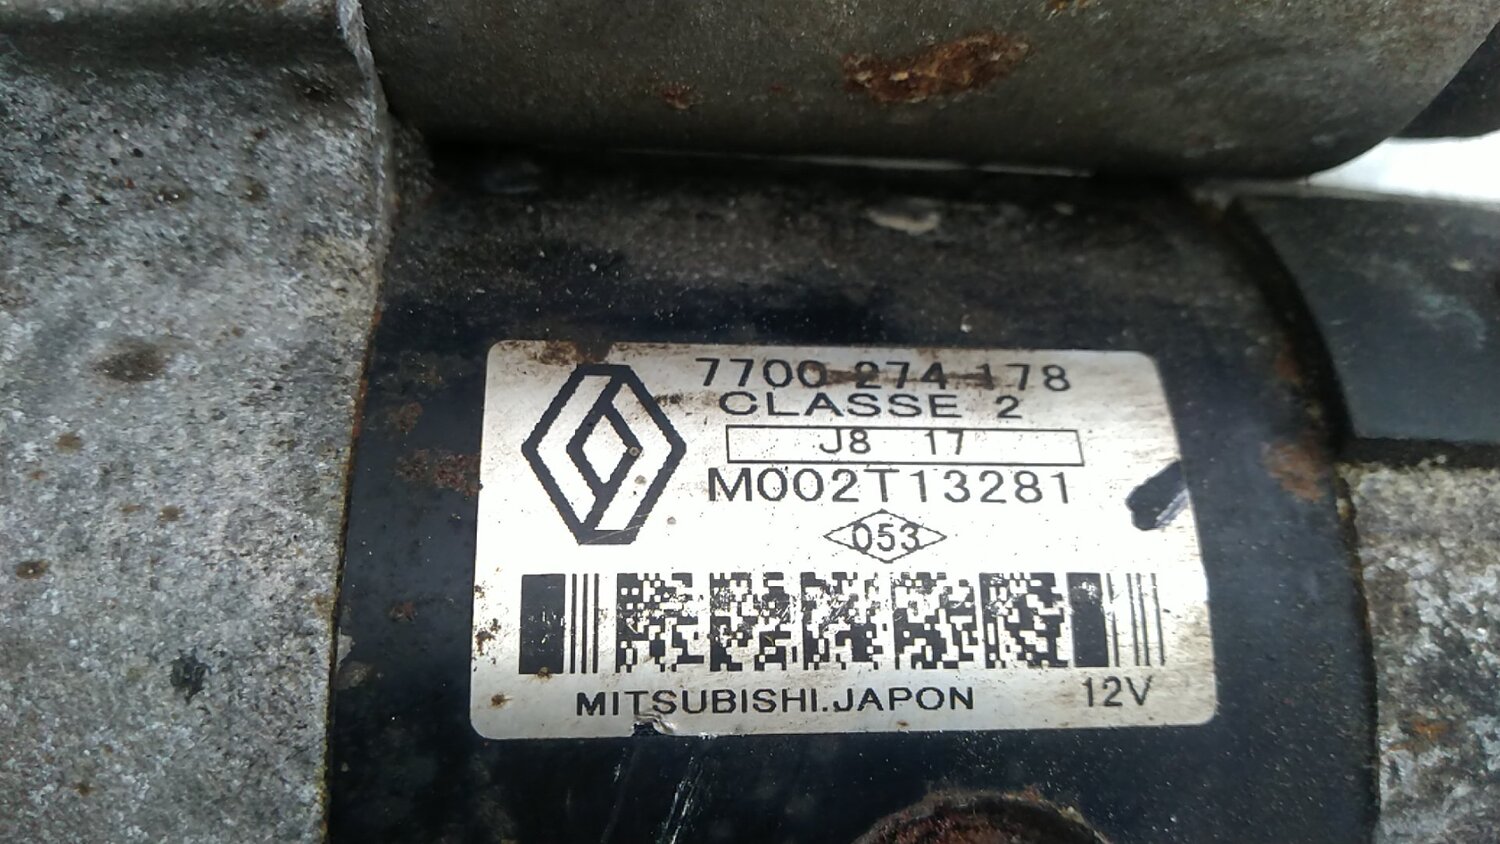 7700 274 178
CLASSE 2
J8 17
M002T13281
053
MITSUBISHI.JAPON
12V